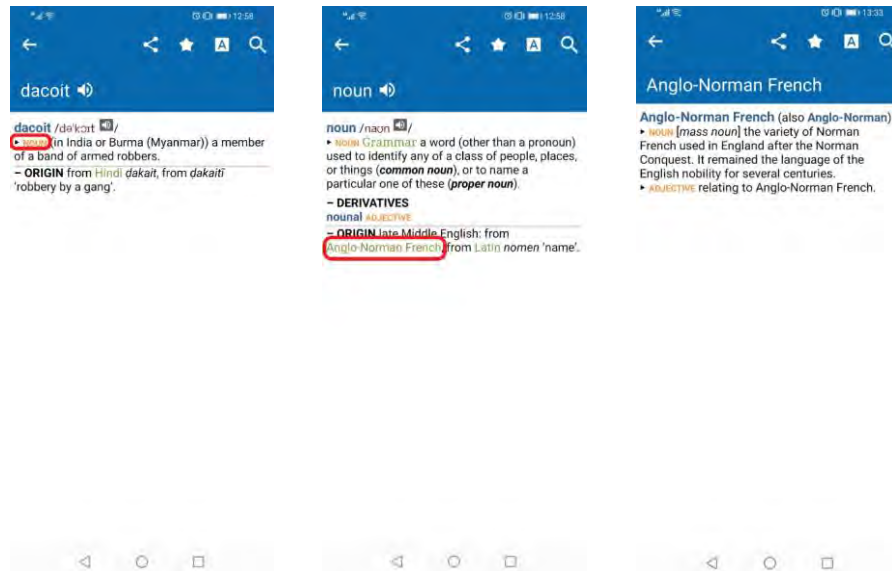 12:58
dacoit
dacoit /dəˈkɔɪt /
▸ NOUN (in India or Burma (Myanmar)) a member
of a band of armed robbers.
– ORIGIN from Hindi ḍakait, from ḍakaitī
'robbery by a gang'.
12:58
noun
noun /naʊn /
▸ NOUN Grammar a word (other than a pronoun)
used to identify any of a class of people, places,
or things (common noun), or to name a
particular one of these (proper noun).
– DERIVATIVES
nounal ADJECTIVE
– ORIGIN late Middle English: from
Anglo-Norman French, from Latin nomen 'name'.
13:33
Anglo-Norman French
Anglo-Norman French (also Anglo-Norman)
▸ NOUN [mass noun] the variety of Norman
French used in England after the Norman
Conquest. It remained the language of the
English nobility for several centuries.
▸ ADJECTIVE relating to Anglo-Norman French.